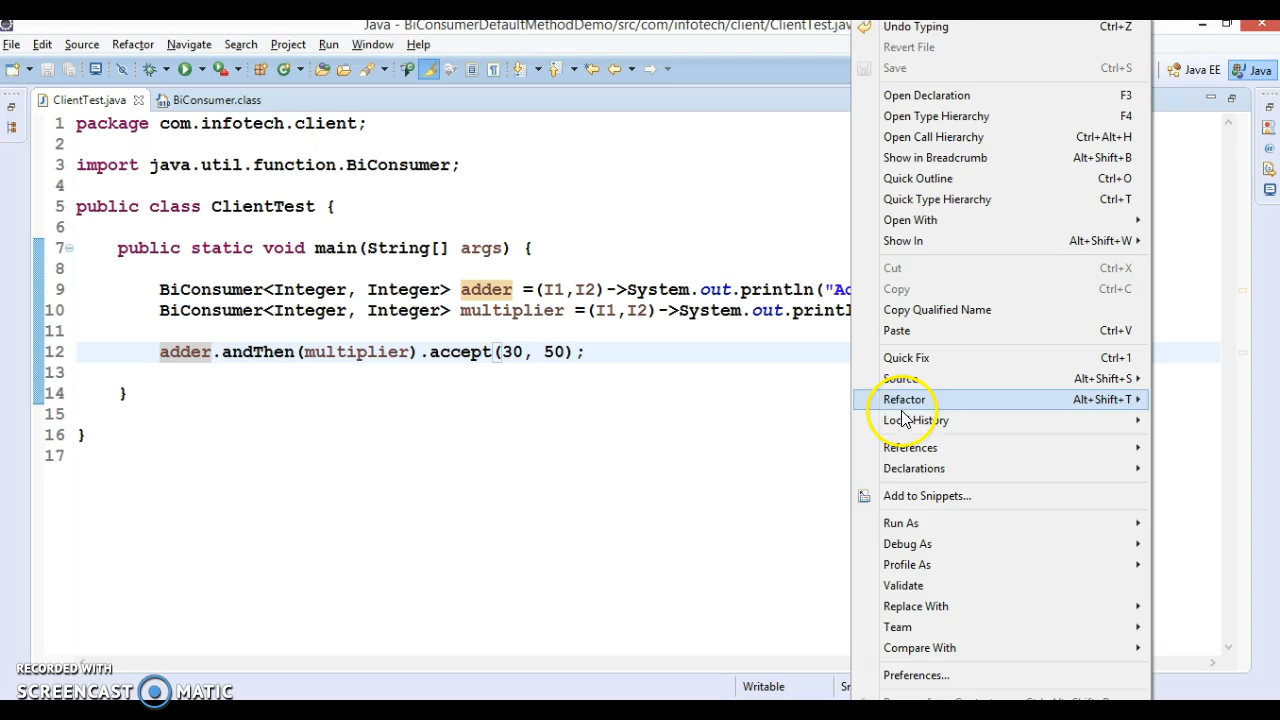 Java - BiConsumerDefaultMethodDemo/src/com/infotech/client/ClientTest.jav
File Edit Source Refactor Navigate Search Project Run Window Help
Java EE Java
ClientTest.java BiConsumer.class
1 package com.infotech.client;
2
3 import java.util.function.BiConsumer;
4
5 public class ClientTest {
6
7 public static void main(String[] args) {
8
9 BiConsumer<Integer, Integer> adder =(I1,I2)->System.out.println("Ad
10 BiConsumer<Integer, Integer> multiplier =(I1,I2)->System.out.printl
11
12 adder.andThen(multiplier).accept(30, 50);
13
14 }
15
16 }
17
Undo Typing Ctrl+Z
Revert File
Save Ctrl+S
Open Declaration F3
Open Type Hierarchy F4
Open Call Hierarchy Ctrl+Alt+H
Show in Breadcrumb Alt+Shift+B
Quick Outline Ctrl+O
Quick Type Hierarchy Ctrl+T
Open With
Show In Alt+Shift+W
Cut Ctrl+X
Copy Ctrl+C
Copy Qualified Name
Paste Ctrl+V
Quick Fix Ctrl+1
Source Alt+Shift+S
Refactor Alt+Shift+T
Local History
References
Declarations
Add to Snippets...
Run As
Debug As
Profile As
Validate
Replace With
Team
Compare With
Preferences...
Writable
RECORDED WITH
SCREENCAST MATIC